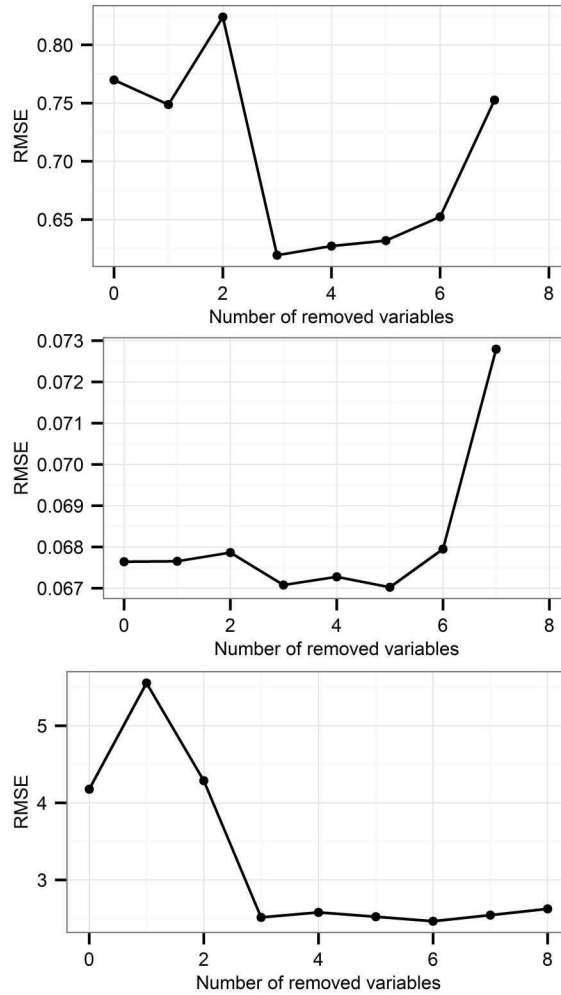 0.80
0.75
0.70
0.65
RMSE
0 2 4 6 8
Number of removed variables
0.073
0.072
0.071
0.070
0.069
0.068
0.067
RMSE
0 2 4 6 8
Number of removed variables
5
4
3
RMSE
0 2 4 6 8
Number of removed variables